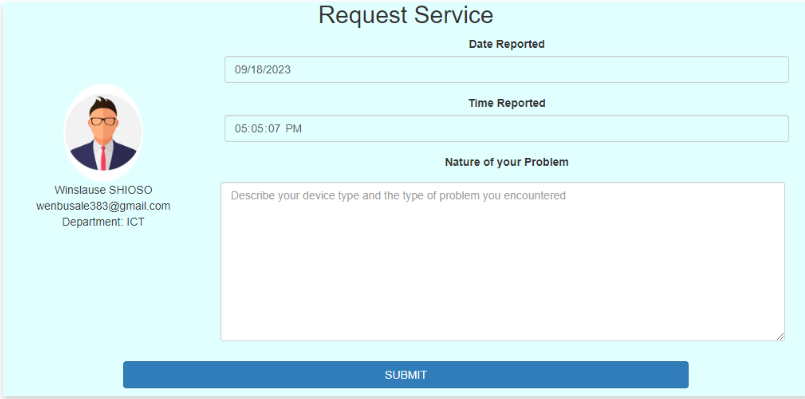 Request Service
Date Reported
09/18/2023
Time Reported
05:05:07 PM
Nature of your Problem
Describe your device type and the type of problem you encountered
Winslause SHIOSO
wenbusale383@gmail.com
Department: ICT
SUBMIT